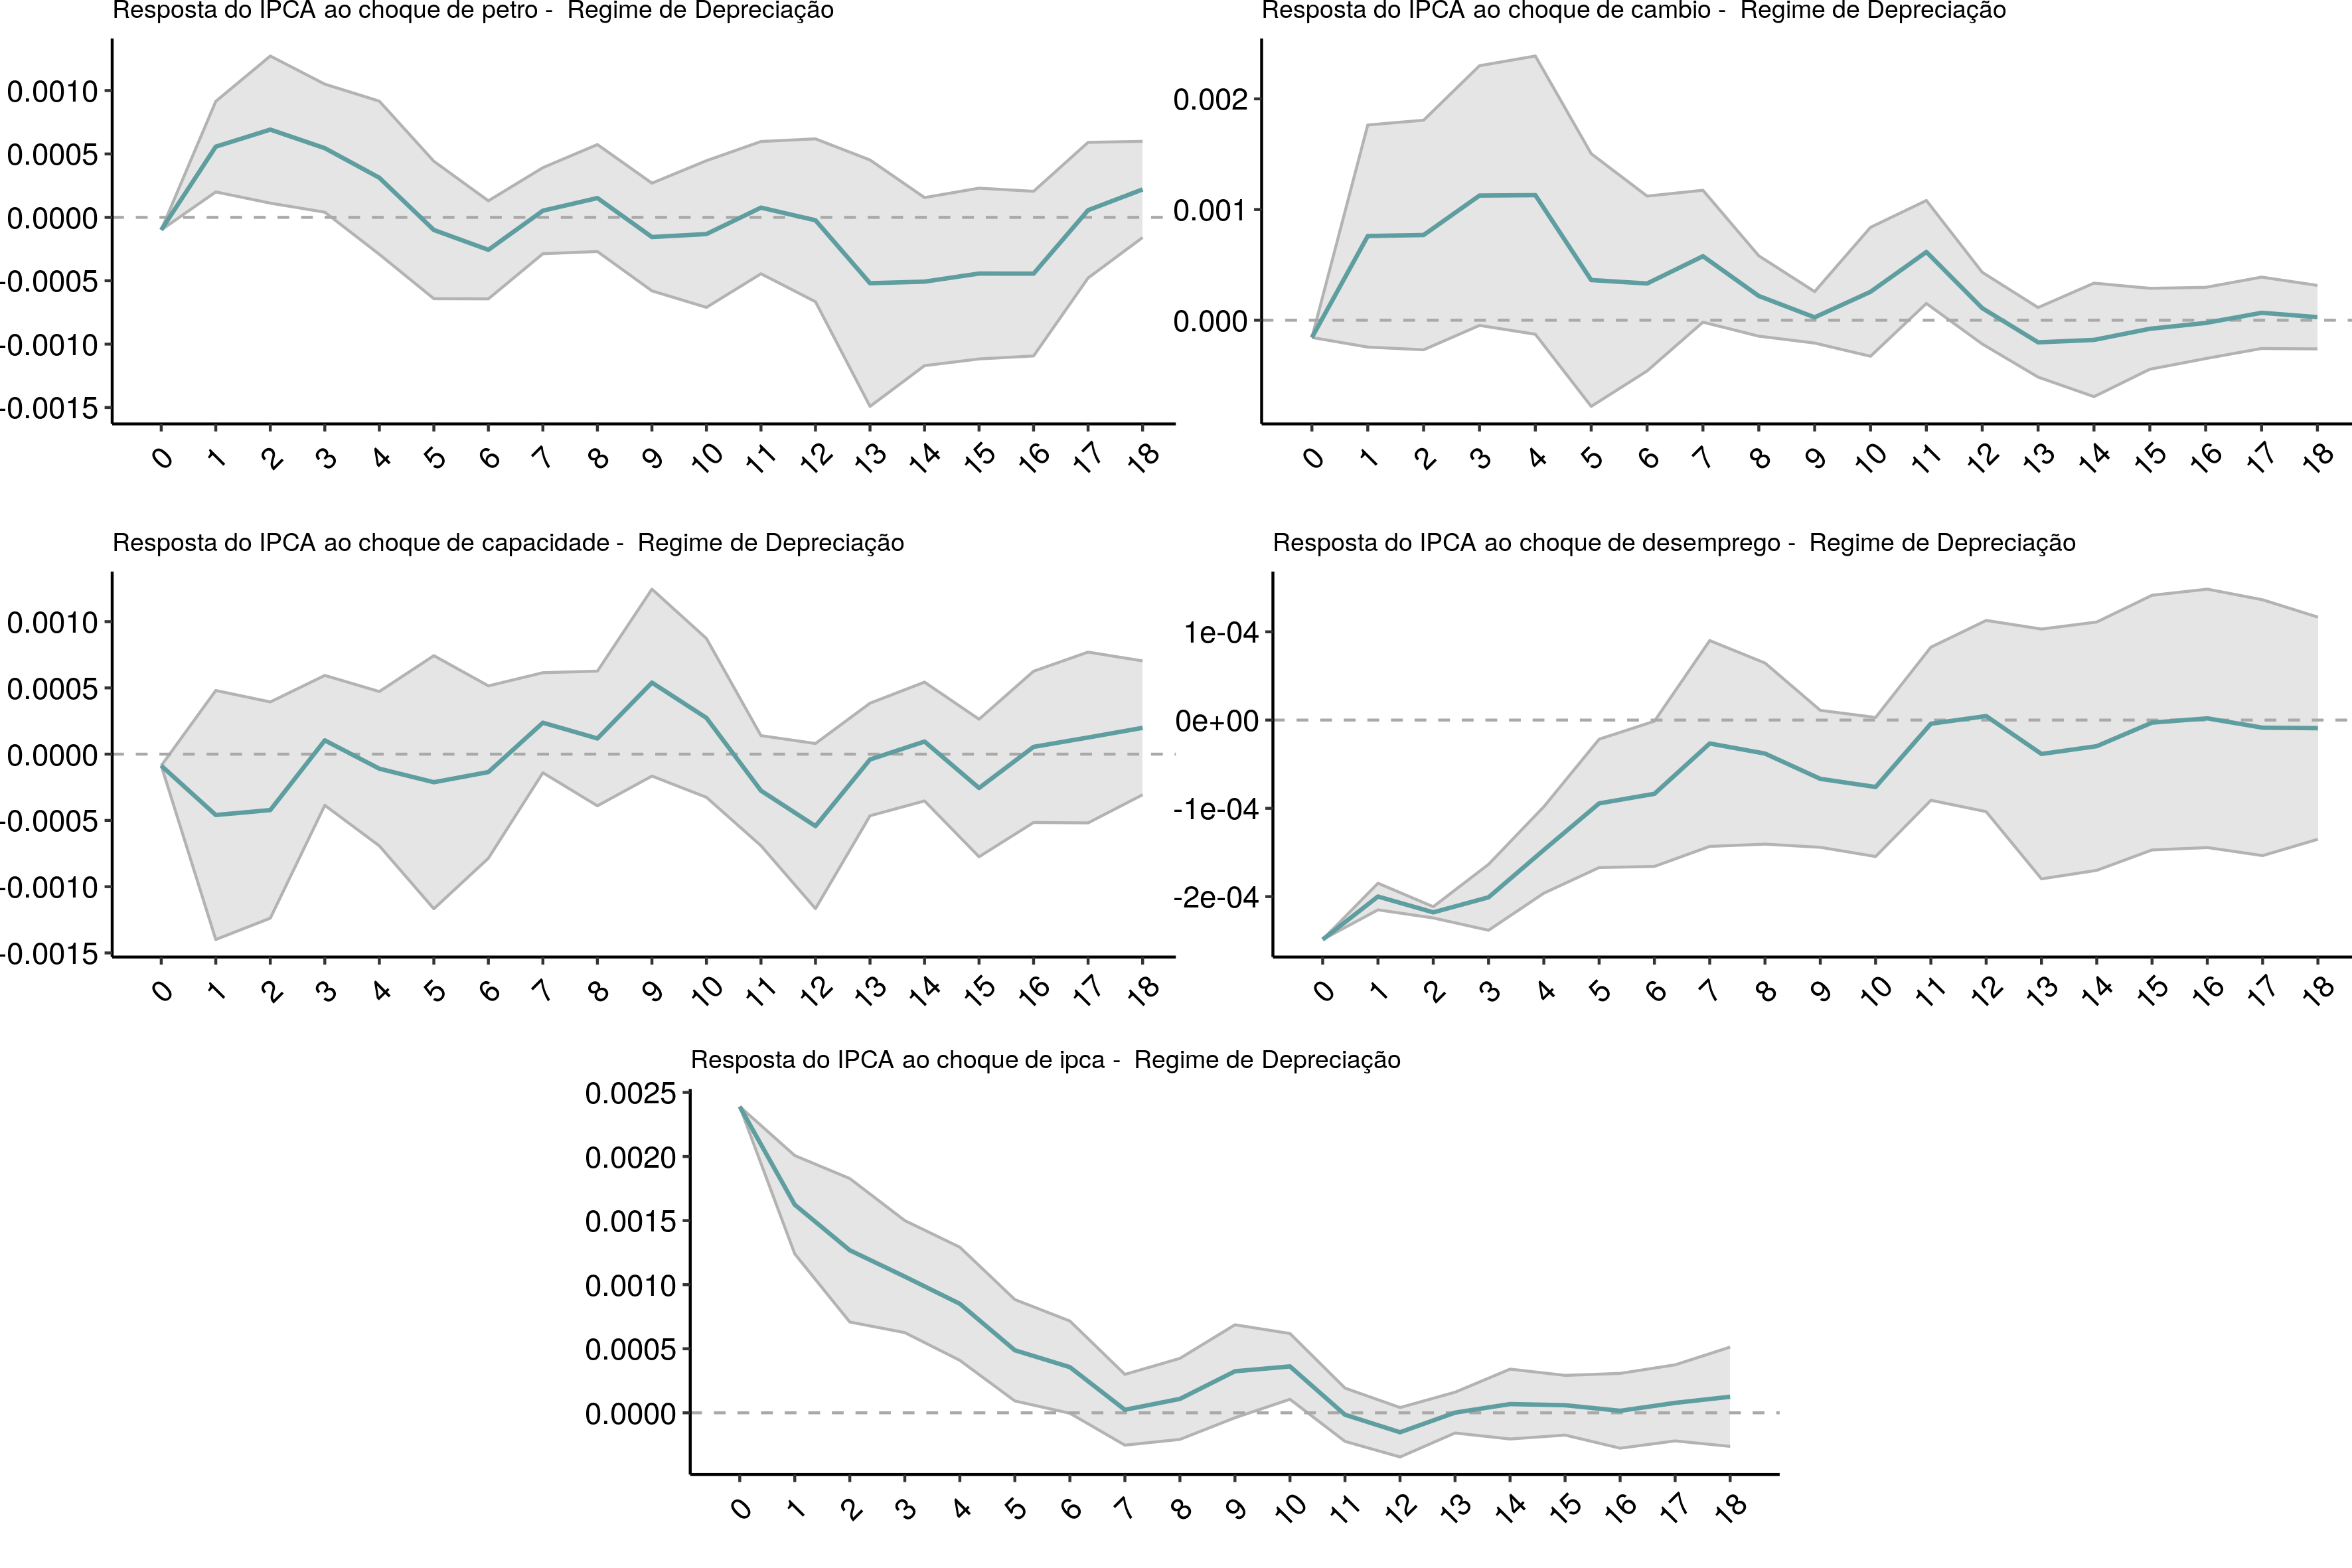 Resposta do IPCA ao choque de petro -  Regime de Depreciação
0.0010
0.0005
0.0000
-0.0005
-0.0010
-0.0015
0 1 2 3 4 5 6 7 8 9 10 11 12 13 14 15 16 17 18
Resposta do IPCA ao choque de cambio -  Regime de Depreciação
0.002
0.001
0.000
0 1 2 3 4 5 6 7 8 9 10 11 12 13 14 15 16 17 18
Resposta do IPCA ao choque de capacidade -  Regime de Depreciação
0.0010
0.0005
0.0000
-0.0005
-0.0010
-0.0015
0 1 2 3 4 5 6 7 8 9 10 11 12 13 14 15 16 17 18
Resposta do IPCA ao choque de desemprego -  Regime de Depreciação
1e-04
0e+00
-1e-04
-2e-04
0 1 2 3 4 5 6 7 8 9 10 11 12 13 14 15 16 17 18
Resposta do IPCA ao choque de ipca -  Regime de Depreciação
0.0025
0.0020
0.0015
0.0010
0.0005
0.0000
0 1 2 3 4 5 6 7 8 9 10 11 12 13 14 15 16 17 18